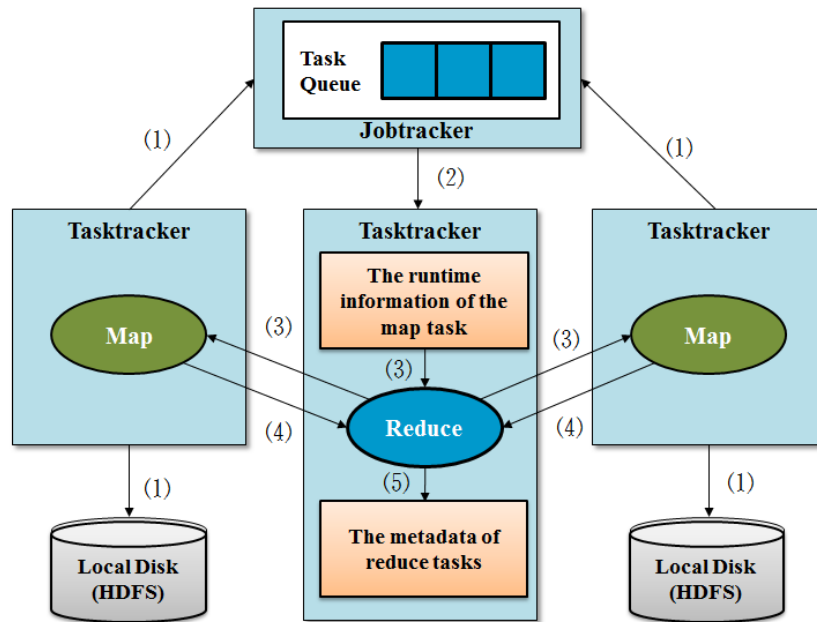 Task
Queue
Jobtracker
(1)
(1)
(2)
Tasktracker
Tasktracker
Tasktracker
The runtime
information of the
map task
Map
Map
(3)
(3)
(3)
Reduce
(4)
(4)
(5)
(1)
(1)
The metadata of
reduce tasks
Local Disk
(HDFS)
Local Disk
(HDFS)